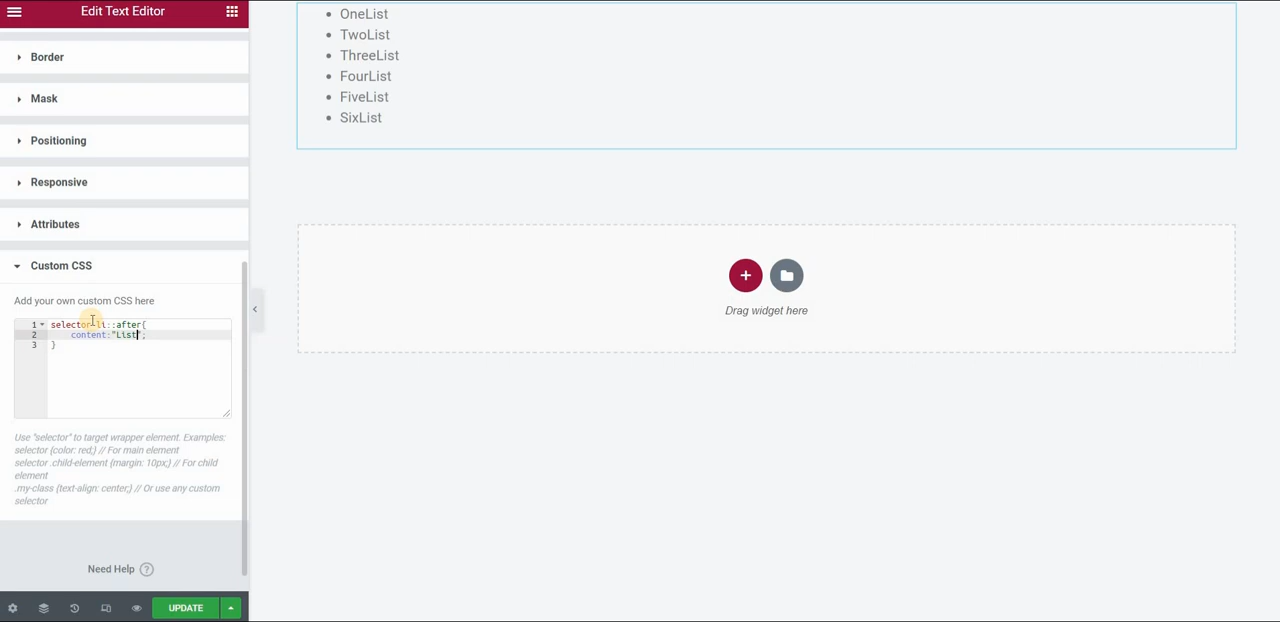 Edit Text Editor
Border
Mask
Positioning
Responsive
Attributes
Custom CSS
Add your own custom CSS here
1 selector li::after{
2 content:"List";
3 }
Use "selector" to target wrapper element. Examples:
selector {color: red;} // For main element
selector .child-element {margin: 10px;} // For child
element
.my-class {text-align: center;} // Or use any custom
selector
Need Help ?
UPDATE
OneList
TwoList
ThreeList
FourList
FiveList
SixList
Drag widget here